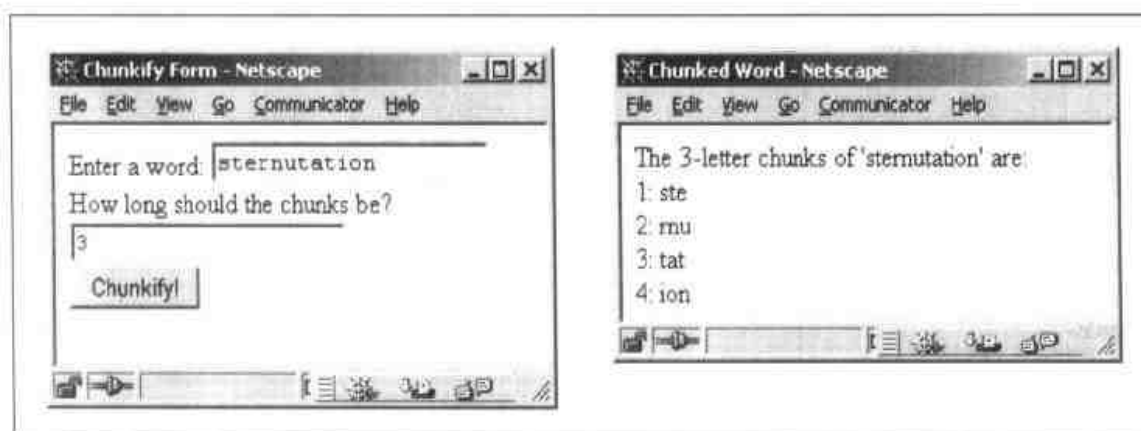 Chunkify Form - Netscape
File Edit View Go Communicator Help
Enter a word: sternutation
How long should the chunks be?
3
Chunkify!
Chunked Word - Netscape
File Edit View Go Communicator Help
The 3-letter chunks of 'sternutation' are:
1: ste
2: rnu
3: tat
4: ion